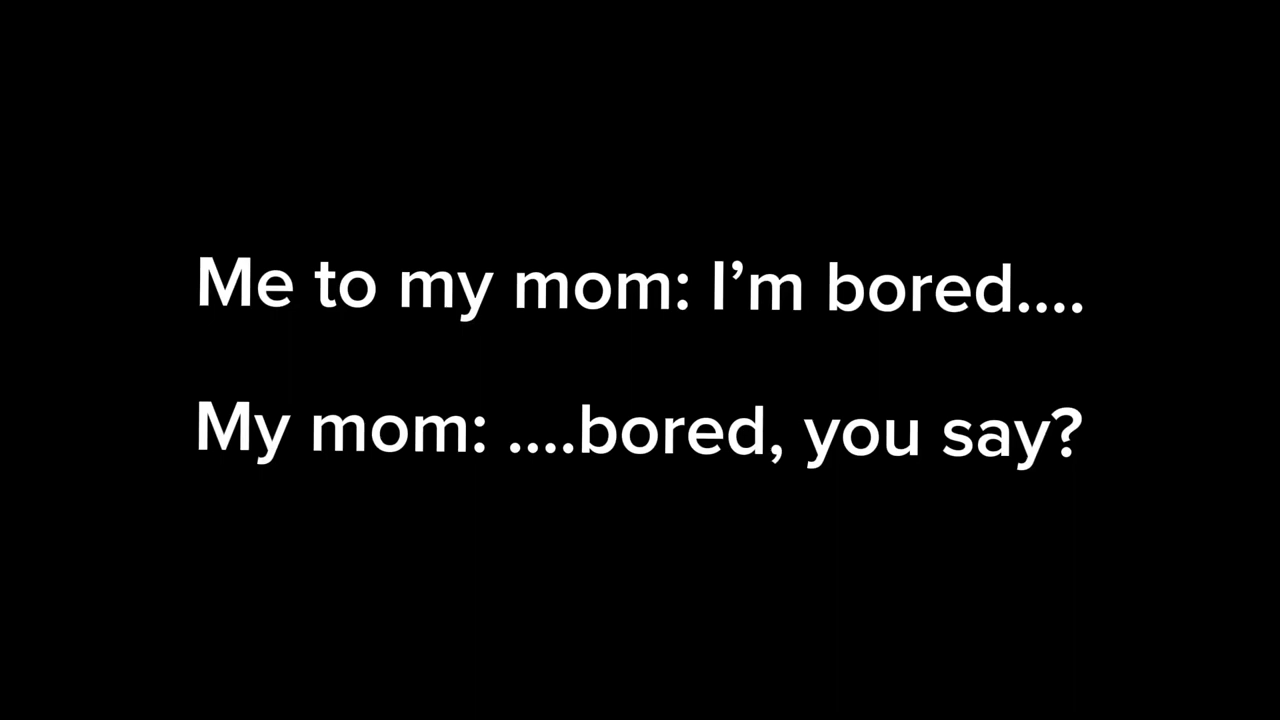 Me to my mom: I’m bored....
My mom: ....bored, you say?